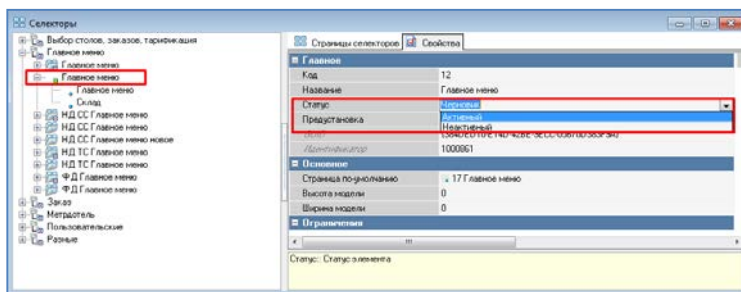 Селекторы
Выбор столов, заказов, тарификация
Главное меню
Главное меню
Главное меню
Главное меню
Склад
НД СС Главное меню
НД СС Главное меню
НД СС Главное меню новое
НД ТС Главное меню
НД ТС Главное меню
ФД Главное меню
ФД Главное меню
Заказ
Метрдотель
Пользовательские
Разные
Страницы селекторов Свойства
Главное
Код 12
Название Главное меню
Статус Черновик
Предустановка Активный
Неактивный
Идентификатор 1000861
Основное
Страница по-умолчанию 17 Главное меню
Высота модели 0
Ширина модели 0
Ограничения
Статус: Статус элемента